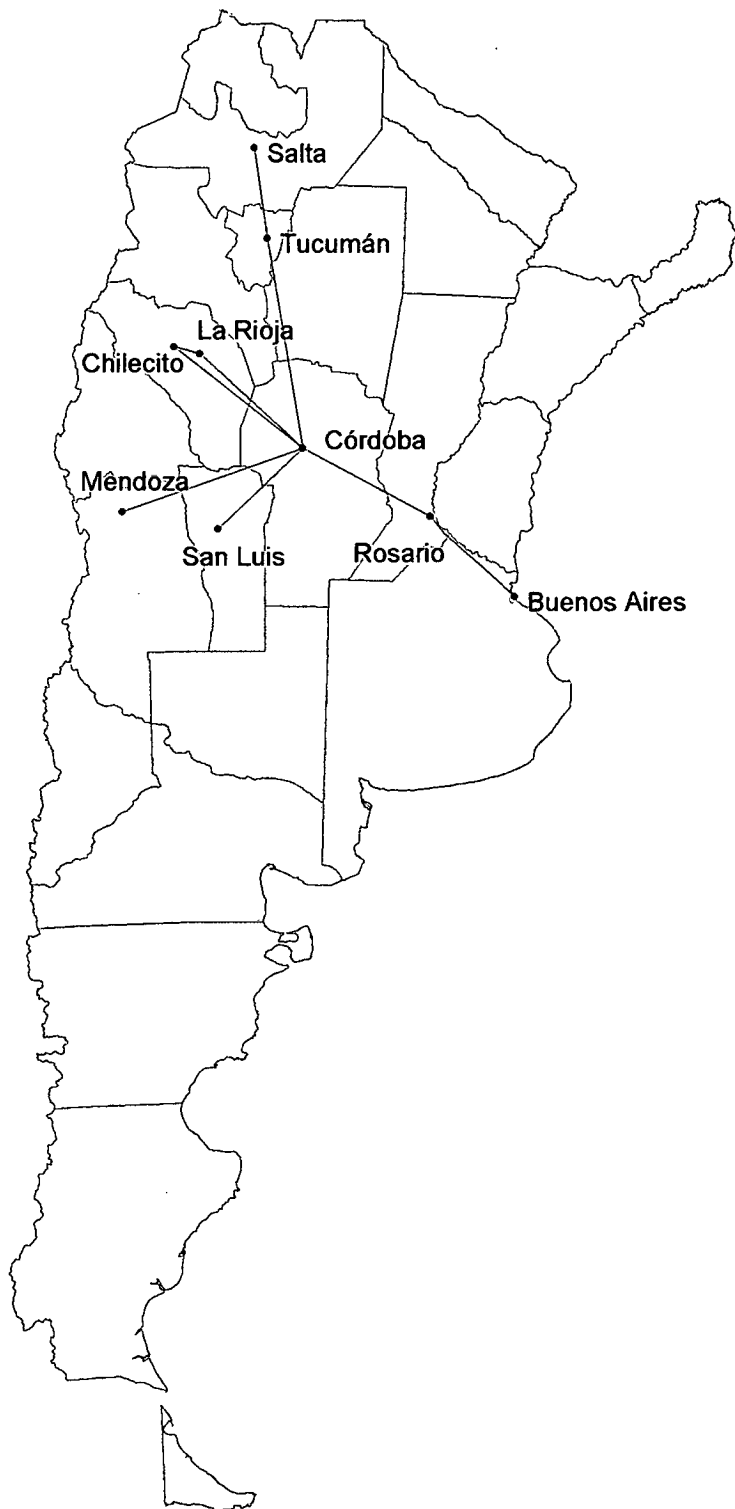 Salta
Tucumán
La Rioja
Chilecito
Córdoba
Mêndoza
Rosario
San Luis
Buenos Aires